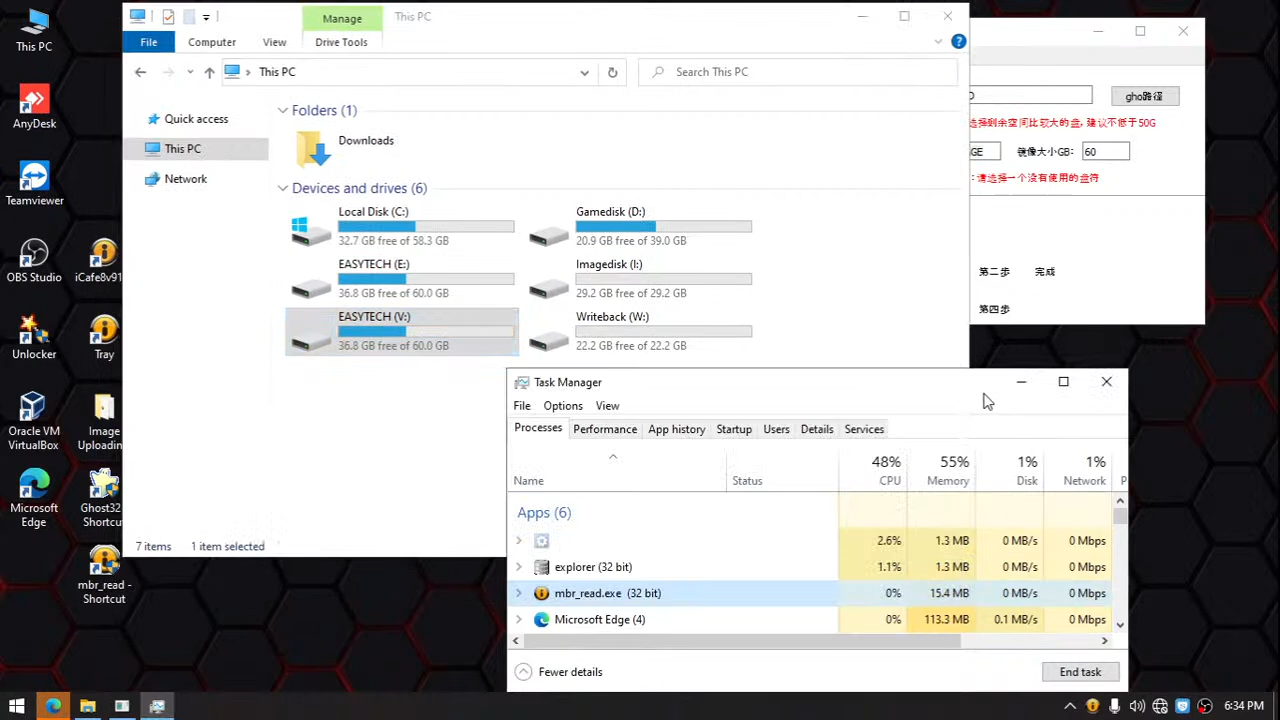 This PC
AnyDesk
Teamviewer
OBS Studio
iCafe8v91
Unlocker
Tray
Oracle VM
VirtualBox
Image
Uploading
Microsoft
Edge
Ghost32
Shortcut
mbr_read -
Shortcut
Manage
This PC
File
Computer
View
Drive Tools
This PC
Search This PC
Quick access
This PC
Network
Folders (1)
Downloads
Devices and drives (6)
Local Disk (C:)
32.7 GB free of 58.3 GB
Gamedisk (D:)
20.9 GB free of 39.0 GB
EASYTECH (E:)
36.8 GB free of 60.0 GB
Imagedisk (I:)
29.2 GB free of 29.2 GB
EASYTECH (V:)
36.8 GB free of 60.0 GB
Writeback (W:)
22.2 GB free of 22.2 GB
7 items 1 item selected
gho路径
选择剩余空间比较大的盘, 建议不低于50G
GE 镜像大小GB: 60
:请选择一个没有使用的盘符
第二步 完成
第四步
Task Manager
File Options View
Processes Performance App history Startup Users Details Services
48% 55% 1% 1%
Name Status CPU Memory Disk Network P
Apps (6)
2.6% 1.3 MB 0 MB/s 0 Mbps
explorer (32 bit) 1.1% 1.3 MB 0 MB/s 0 Mbps
mbr_read.exe (32 bit) 0% 15.4 MB 0 MB/s 0 Mbps
Microsoft Edge (4) 0% 113.3 MB 0.1 MB/s 0 Mbps
Fewer details
End task
6:34 PM